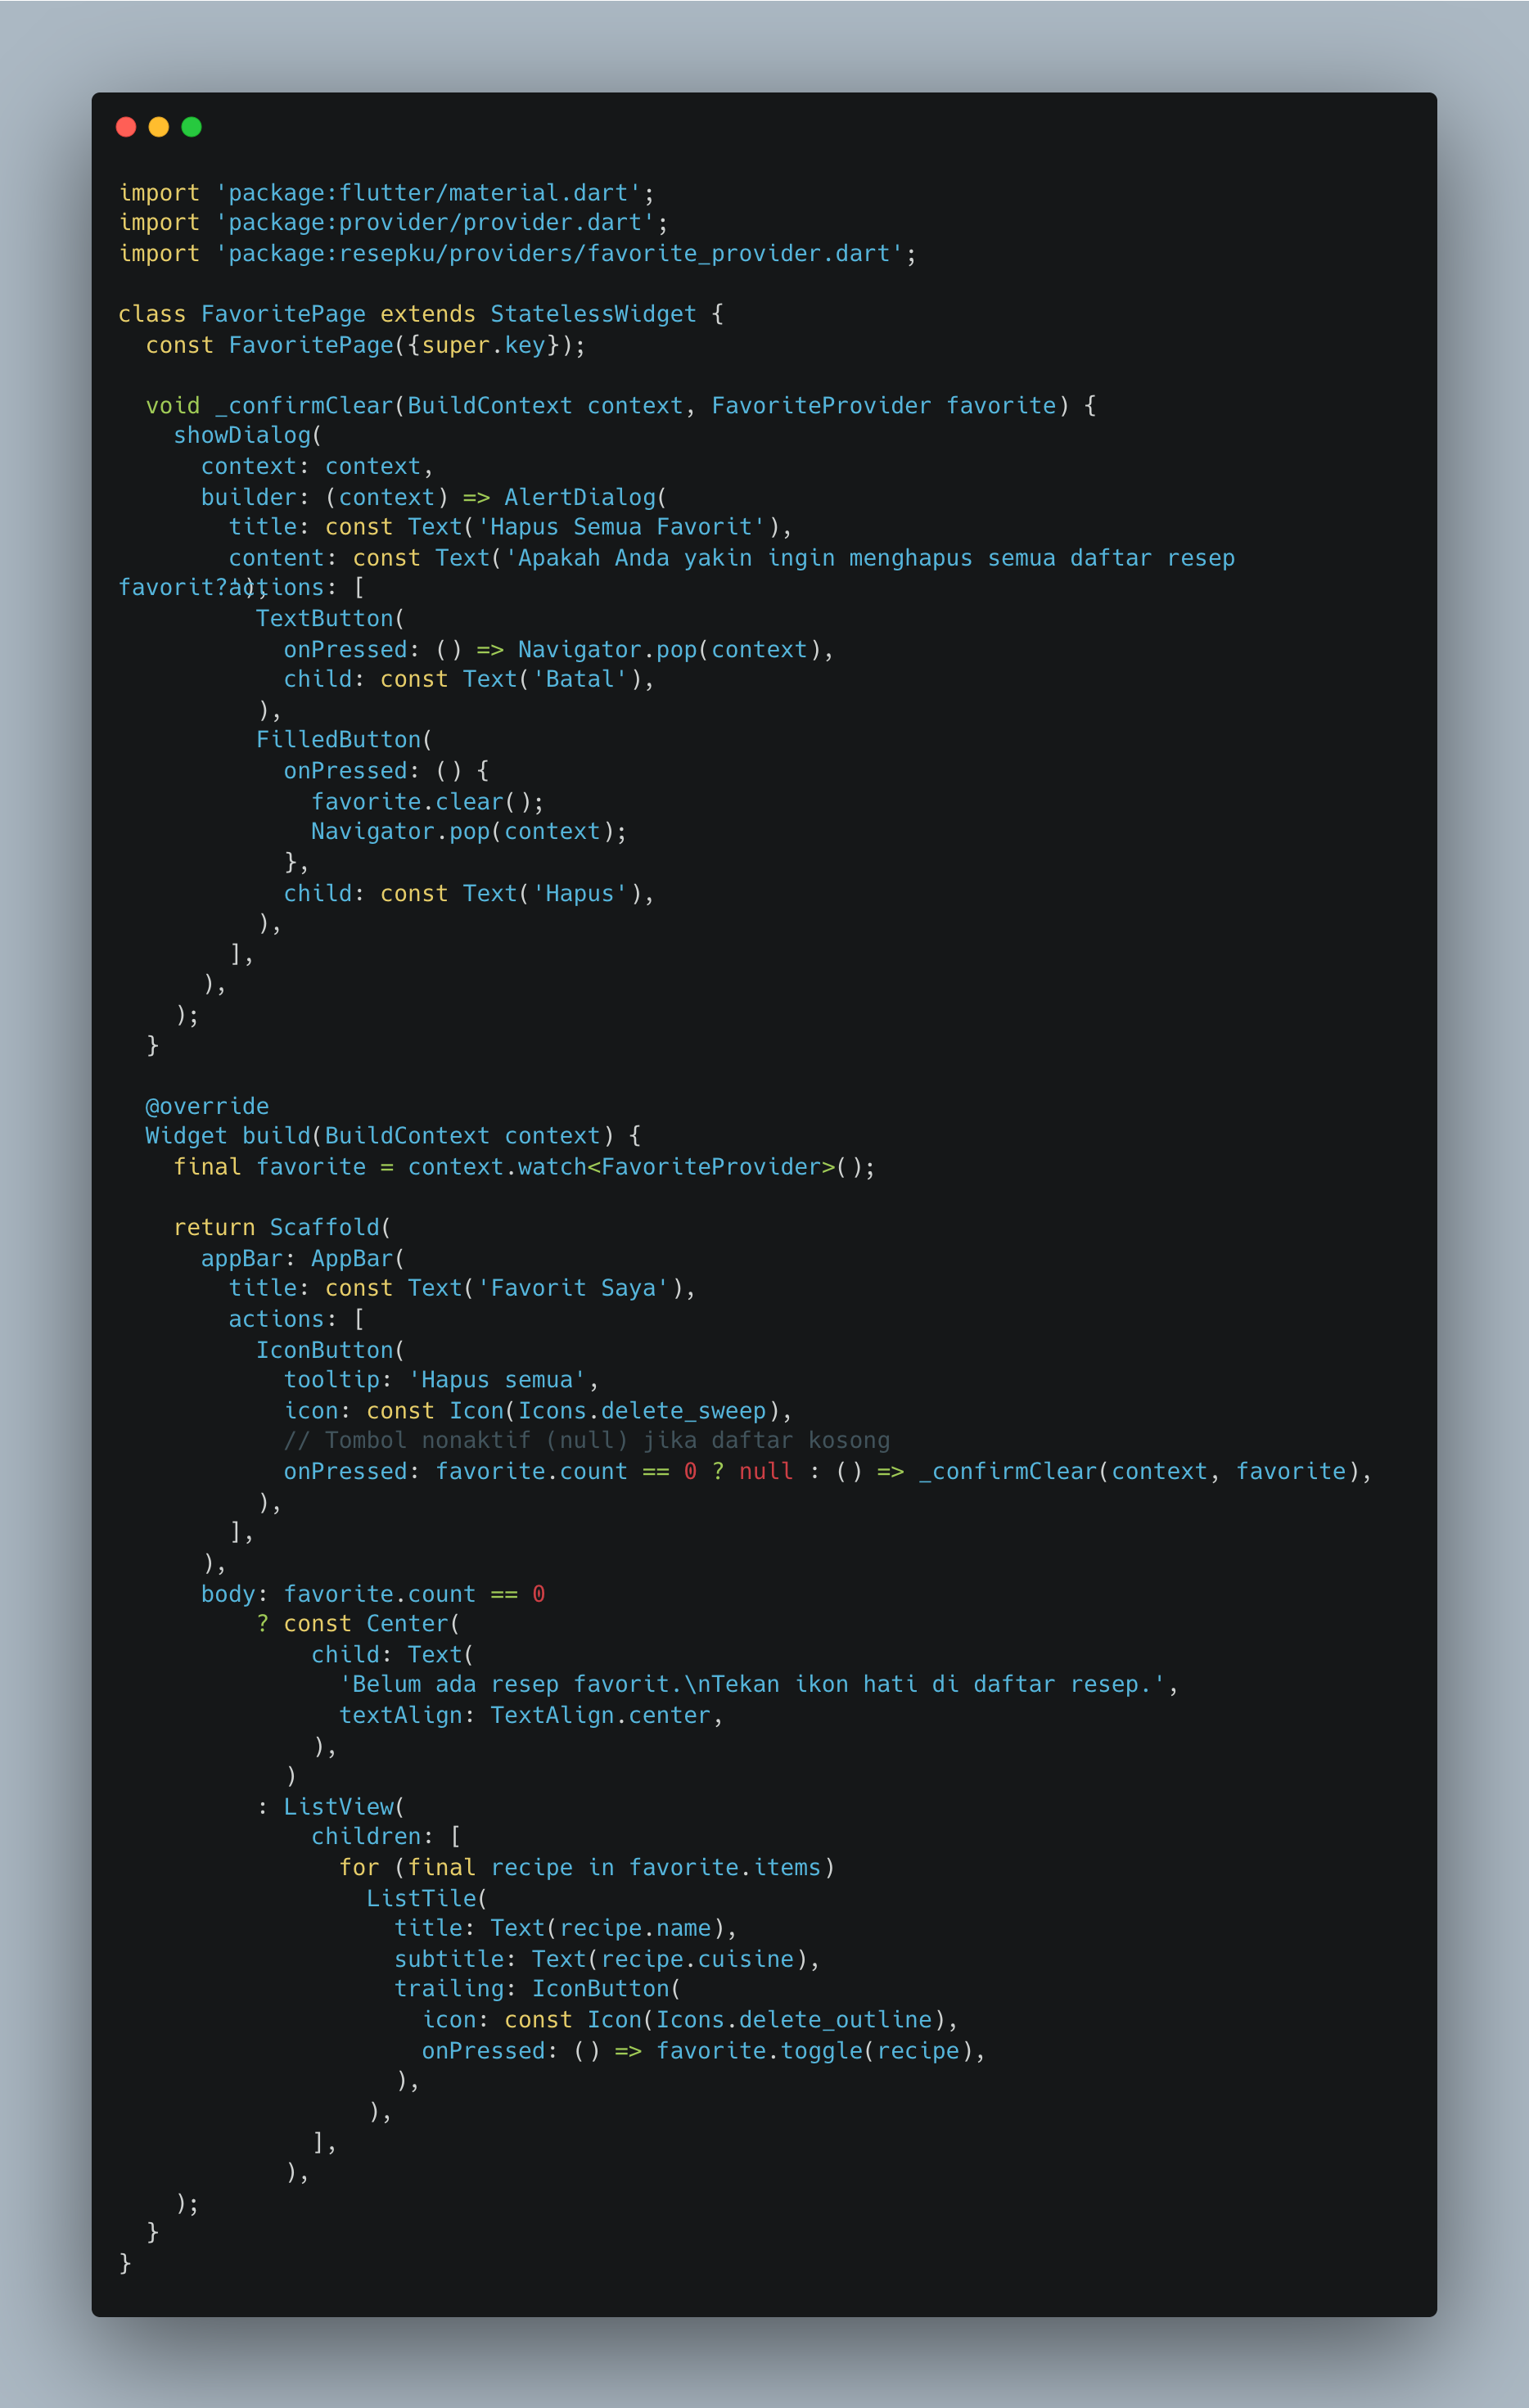 import 'package:flutter/material.dart';
import 'package:provider/provider.dart';
import 'package:resepku/providers/favorite_provider.dart';

class FavoritePage extends StatelessWidget {
  const FavoritePage({super.key});

  void _confirmClear(BuildContext context, FavoriteProvider favorite) {
    showDialog(
      context: context,
      builder: (context) => AlertDialog(
        title: const Text('Hapus Semua Favorit'),
        content: const Text('Apakah Anda yakin ingin menghapus semua daftar resep
favorit?'),
        actions: [
          TextButton(
            onPressed: () => Navigator.pop(context),
            child: const Text('Batal'),
          ),
          FilledButton(
            onPressed: () {
              favorite.clear();
              Navigator.pop(context);
            },
            child: const Text('Hapus'),
          ),
        ],
      ),
    );
  }

  @override
  Widget build(BuildContext context) {
    final favorite = context.watch<FavoriteProvider>();

    return Scaffold(
      appBar: AppBar(
        title: const Text('Favorit Saya'),
        actions: [
          IconButton(
            tooltip: 'Hapus semua',
            icon: const Icon(Icons.delete_sweep),
            // Tombol nonaktif (null) jika daftar kosong
            onPressed: favorite.count == 0 ? null : () => _confirmClear(context, favorite),
          ),
        ],
      ),
      body: favorite.count == 0
          ? const Center(
              child: Text(
                'Belum ada resep favorit.\nTekan ikon hati di daftar resep.',
                textAlign: TextAlign.center,
              ),
            )
          : ListView(
              children: [
                for (final recipe in favorite.items)
                  ListTile(
                    title: Text(recipe.name),
                    subtitle: Text(recipe.cuisine),
                    trailing: IconButton(
                      icon: const Icon(Icons.delete_outline),
                      onPressed: () => favorite.toggle(recipe),
                    ),
                  ),
              ],
            ),
    );
  }
}